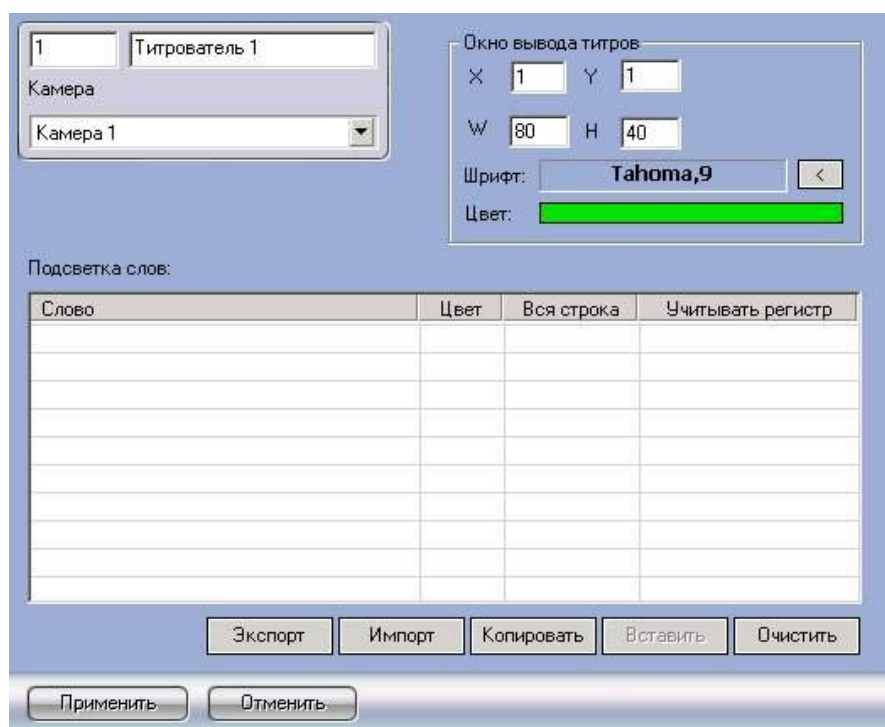 1 Титрователь 1
Камера
Камера 1
Окно вывода титров
X 1 Y 1
W 80 H 40
Шрифт: Tahoma,9 <
Цвет:
Подсветка слов:
Слово Цвет Вся строка Учитывать регистр
Экспорт Импорт Копировать Вставить Очистить
Применить Отменить